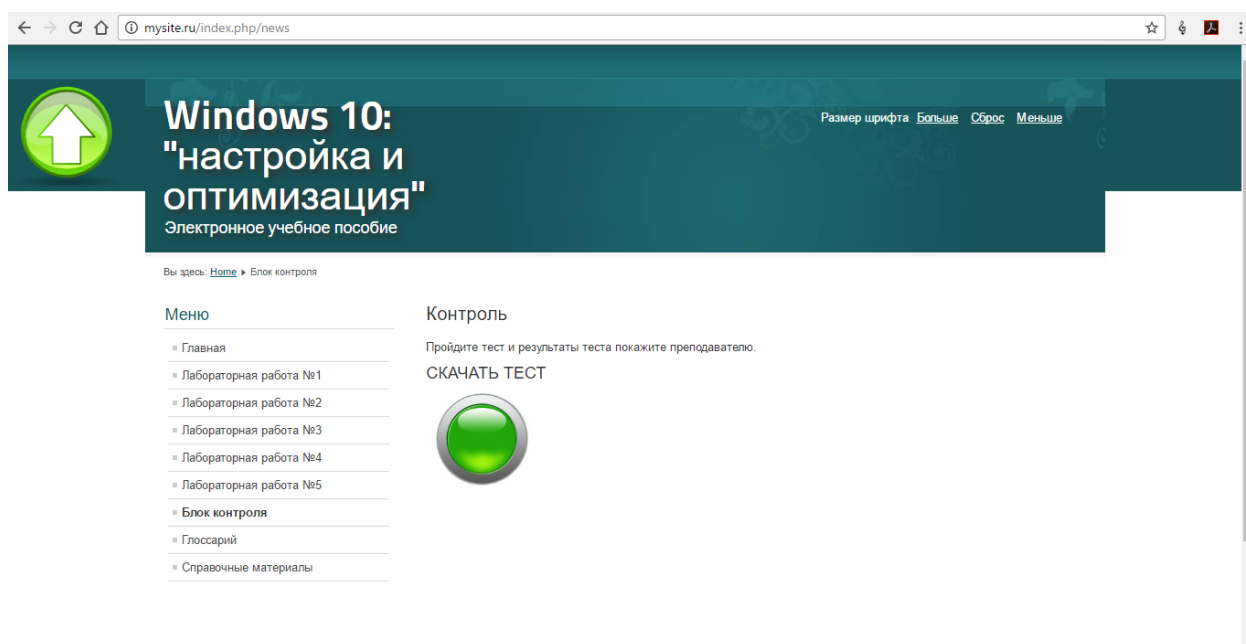 mysite.ru/index.php/news
Windows 10:
"настройка и
оптимизация"
Электронное учебное пособие
Размер шрифта Больше Сброс Меньше
Вы здесь: Home ▸ Блок контроля
Меню
Главная
Лабораторная работа №1
Лабораторная работа №2
Лабораторная работа №3
Лабораторная работа №4
Лабораторная работа №5
Блок контроля
Глоссарий
Справочные материалы
Контроль
Пройдите тест и результаты теста покажите преподавателю.
СКАЧАТЬ ТЕСТ